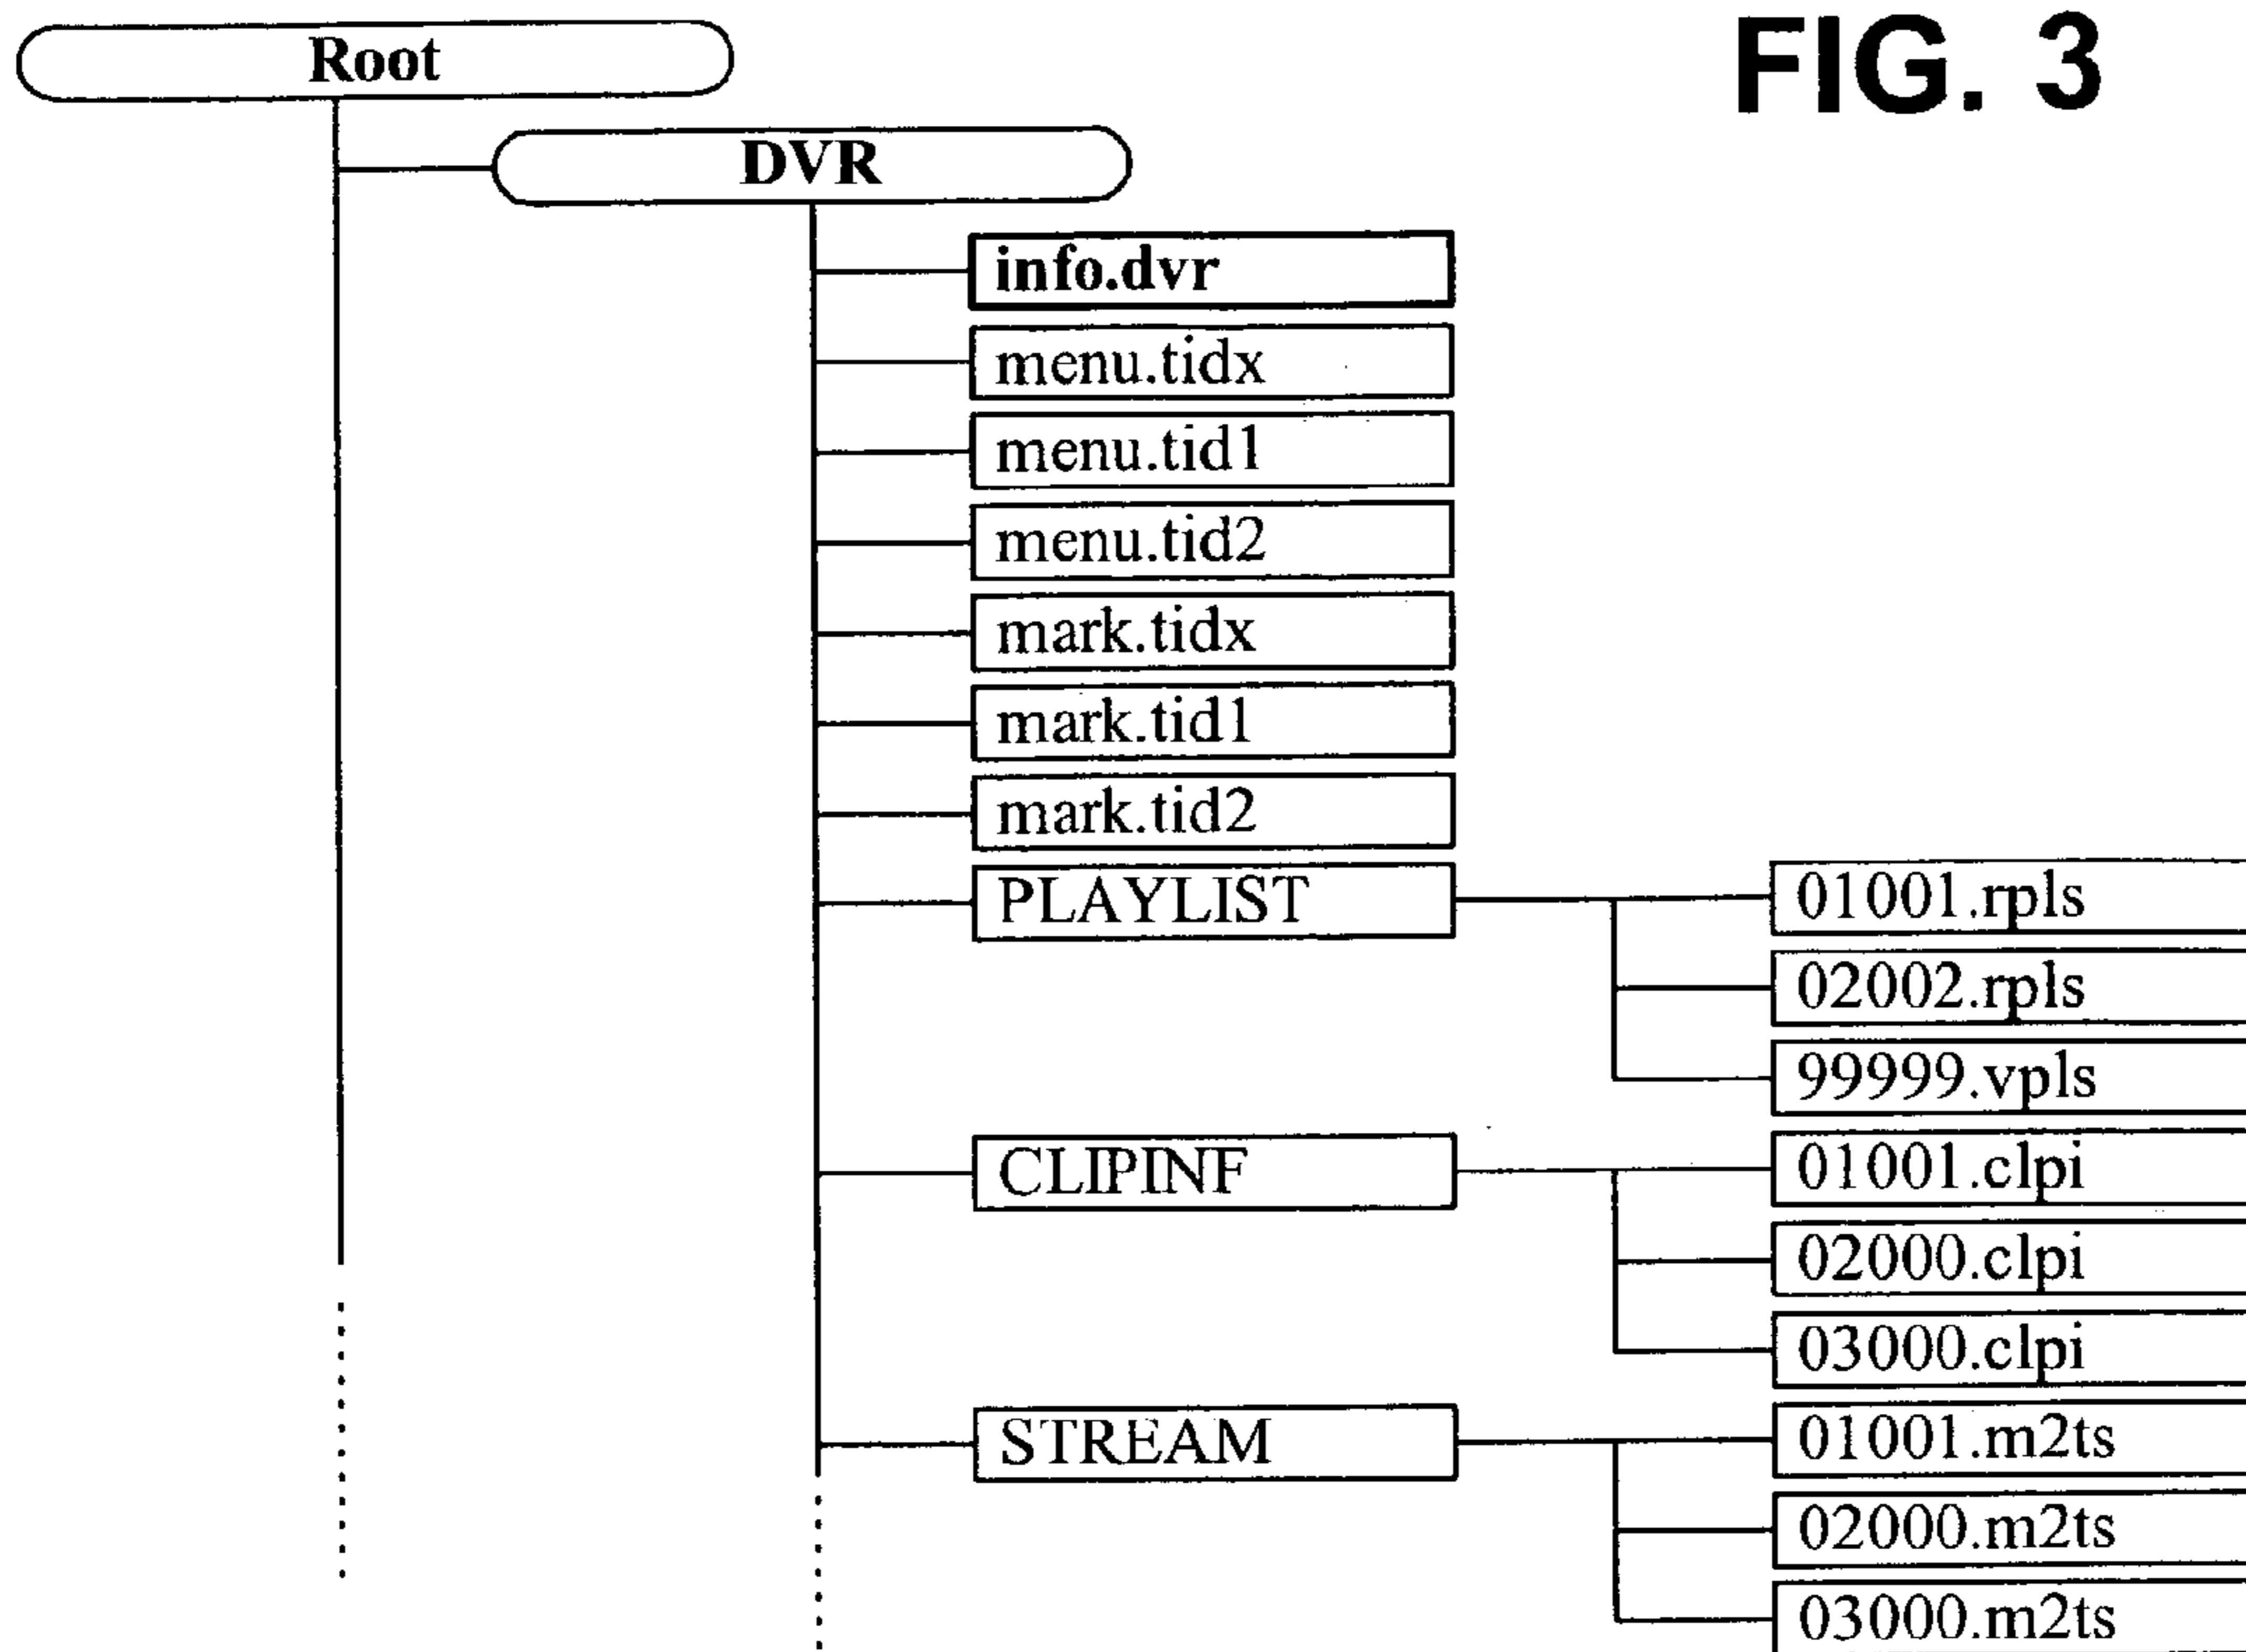 FIG. 3
Root
DVR
info.dvr
menu.tidx
menu.tid1
menu.tid2
mark.tidx
mark.tid1
mark.tid2
PLAYLIST
01001.rpls
02002.rpls
99999.vpls
CLIPINF
01001.clpi
02000.clpi
03000.clpi
STREAM
01001.m2ts
02000.m2ts
03000.m2ts